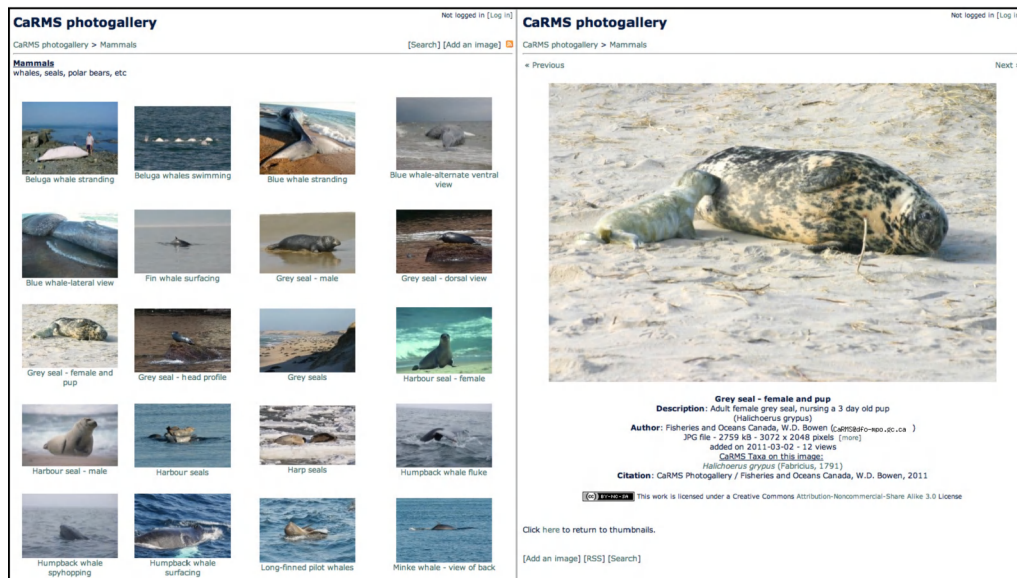 CaRMS photogallery
Not logged in [Log in]
CaRMS photogallery > Mammals
[Search] [Add an image]
Mammals
whales, seals, polar bears, etc
Beluga whale stranding
Beluga whales swimming
Blue whale stranding
Blue whale-alternate ventral
view
Blue whale-lateral view
Fin whale surfacing
Grey seal - male
Grey seal - dorsal view
Grey seal - female and
pup
Grey seal - head profile
Grey seals
Harbour seal - female
Harbour seal - male
Harbour seals
Harp seals
Humpback whale fluke
Humpback whale
spyhopping
Humpback whale
surfacing
Long-finned pilot whales
Minke whale - view of back
CaRMS photogallery
Not logged in [Log in
CaRMS photogallery > Mammals
« Previous
Next
Grey seal - female and pup
Description: Adult female grey seal, nursing a 3 day old pup
(Halichoerus grypus)
Author: Fisheries and Oceans Canada, W.D. Bowen (CaRMS@dfo-mpo.gc.ca )
JPG file - 2759 kB - 3072 x 2048 pixels [more]
added on 2011-03-02 - 12 views
CaRMS Taxa on this image:
Halichoerus grypus (Fabricius, 1791)
Citation: CaRMS Photogallery / Fisheries and Oceans Canada, W.D. Bowen, 2011
(cc) BY-NC-SA This work is licensed under a Creative Commons Attribution-Noncommercial-Share Alike 3.0 License
Click here to return to thumbnails.
[Add an image] [RSS] [Search]